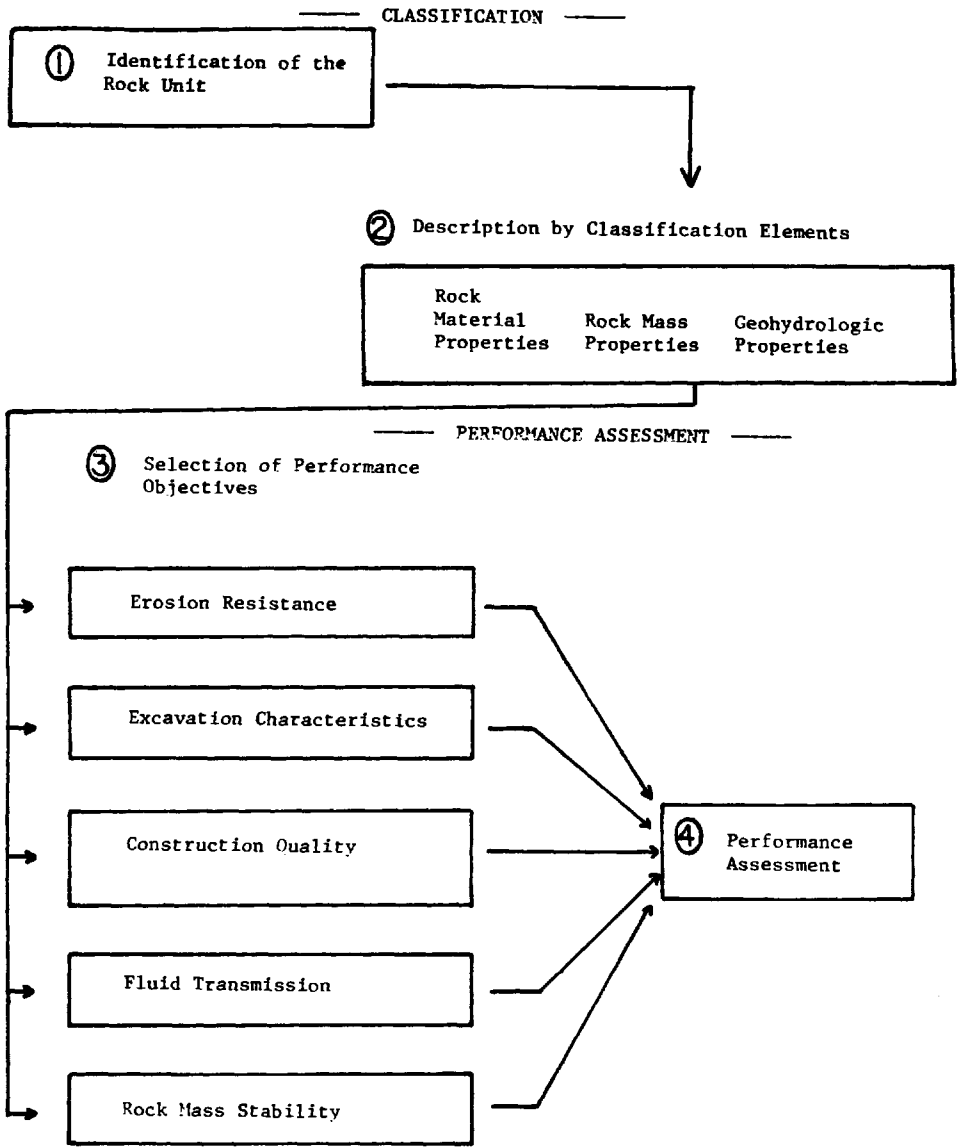 CLASSIFICATION
① Identification of the
Rock Unit
② Description by Classification Elements
Rock
Material
Properties
Rock Mass
Properties
Geohydrologic
Properties
PERFORMANCE ASSESSMENT
③ Selection of Performance
Objectives
Erosion Resistance
Excavation Characteristics
Construction Quality
④ Performance
Assessment
Fluid Transmission
Rock Mass Stability